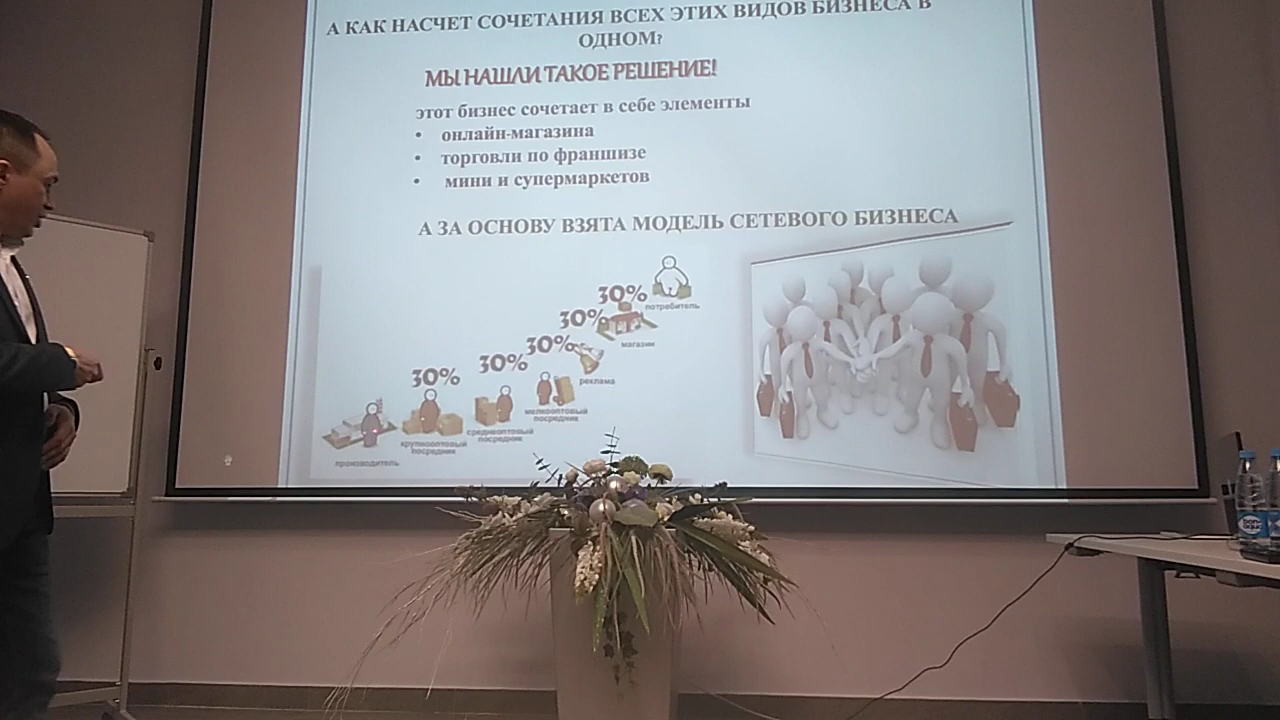 А КАК НАСЧЕТ СОЧЕТАНИЯ ВСЕХ ЭТИХ ВИДОВ БИЗНЕСА В
ОДНОМ?
МЫ НАШЛИ ТАКОЕ РЕШЕНИЕ!
этот бизнес сочетает в себе элементы
• онлайн-магазина
• торговли по франшизе
• мини и супермаркетов
А ЗА ОСНОВУ ВЗЯТА МОДЕЛЬ СЕТЕВОГО БИЗНЕСА
30%
потребитель
30%
магазин
30%
реклама
30%
мелкооптовый
посредник
30%
среднеоптовый
посредник
крупнооптовый
посредник
производитель